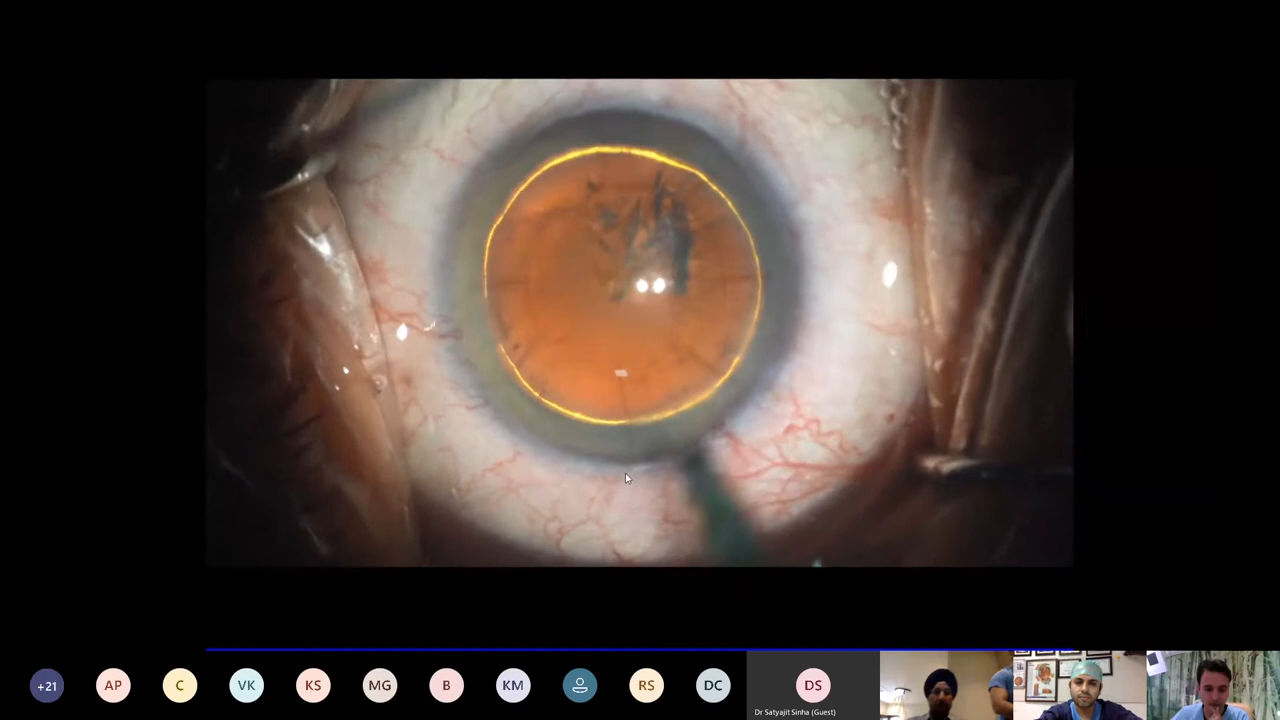 +21
AP
C
VK
KS
MG
B
KM
RS
DC
DS
Dr Satyajit Sinha (Guest)